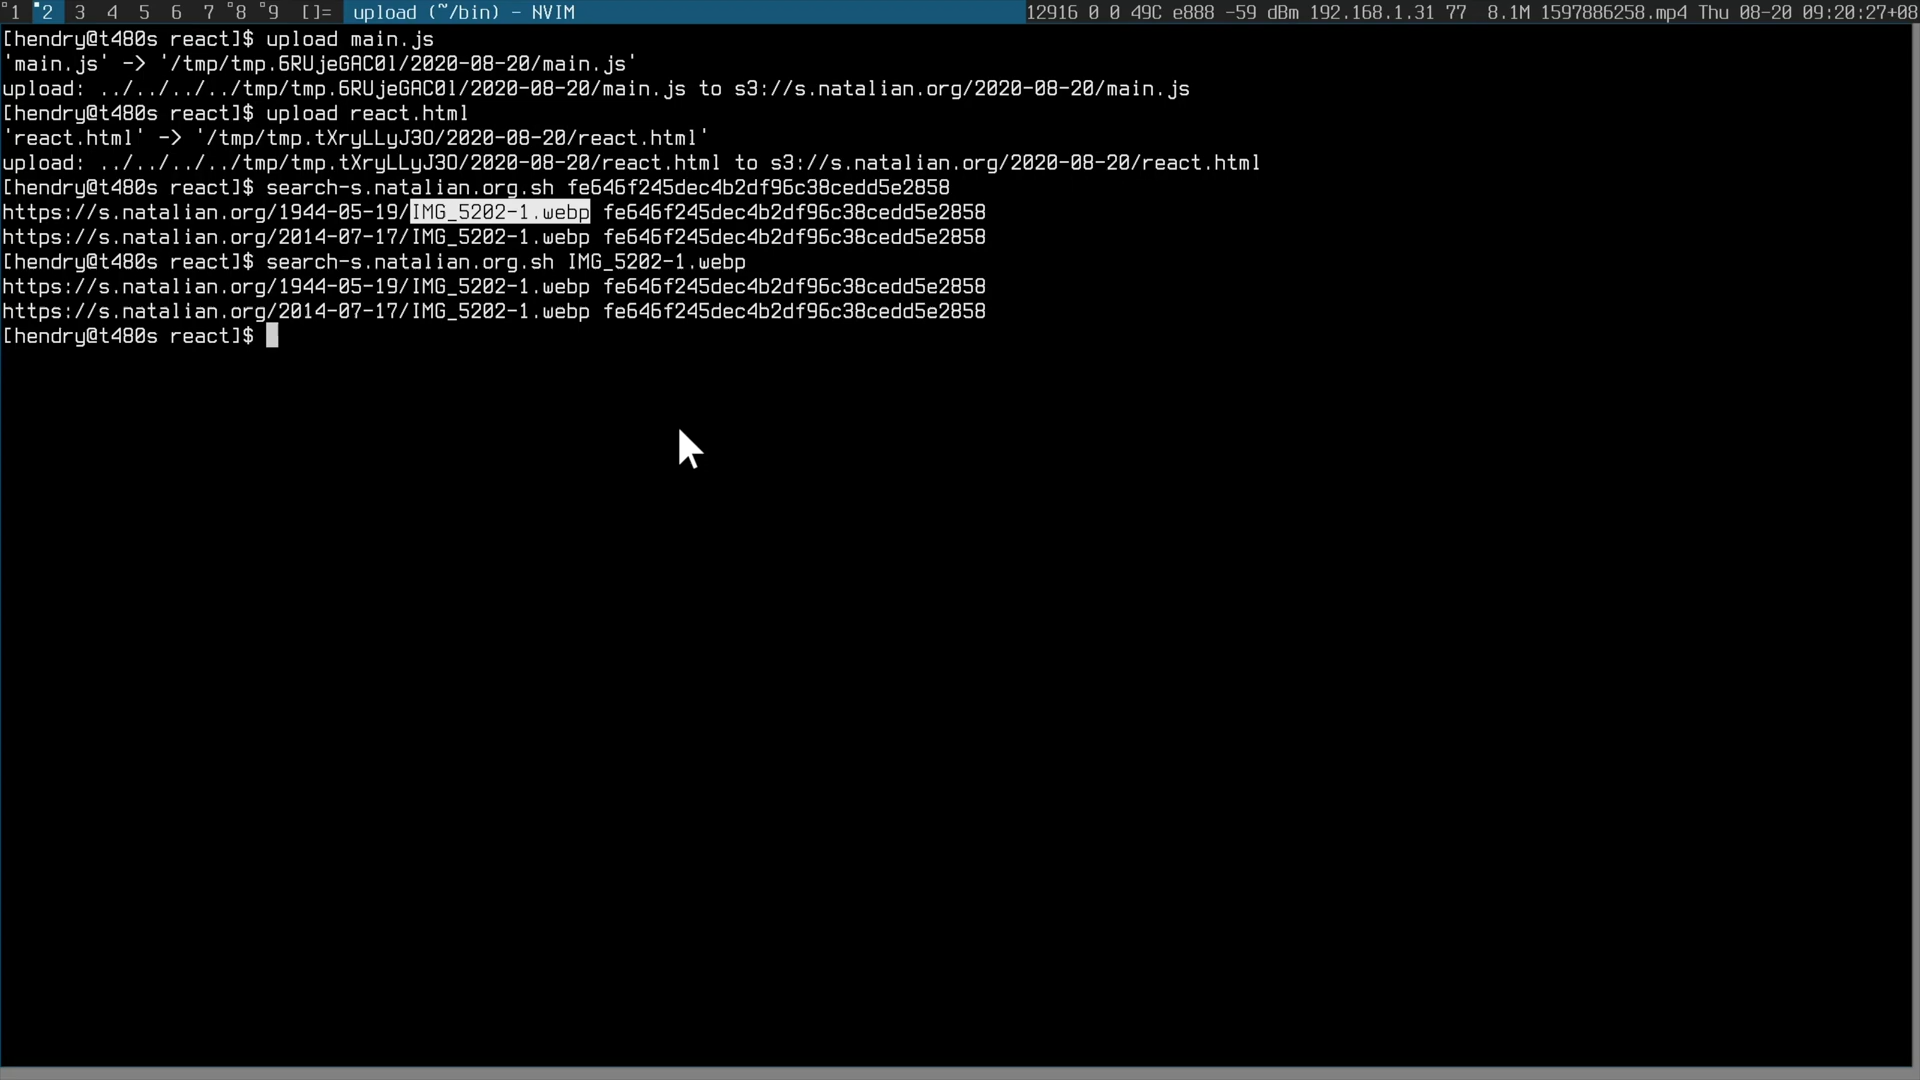 1 2 3 4 5 6 7 8 9 []= upload (~/bin) - NVIM 12916 0 0 49C e888 -59 dBm 192.168.1.31 77 8.1M 1597886258.mp4 Thu 08-20 09:20:27+08
[hendry@t480s react]$ upload main.js
'main.js' -> '/tmp/tmp.6RUjeGAC0l/2020-08-20/main.js'
upload: ../../../../tmp/tmp.6RUjeGAC0l/2020-08-20/main.js to s3://s.natalian.org/2020-08-20/main.js
[hendry@t480s react]$ upload react.html
'react.html' -> '/tmp/tmp.tXryLLyJ3O/2020-08-20/react.html'
upload: ../../../../tmp/tmp.tXryLLyJ3O/2020-08-20/react.html to s3://s.natalian.org/2020-08-20/react.html
[hendry@t480s react]$ search-s.natalian.org.sh fe646f245dec4b2df96c38cedd5e2858
https://s.natalian.org/1944-05-19/IMG_5202-1.webp fe646f245dec4b2df96c38cedd5e2858
https://s.natalian.org/2014-07-17/IMG_5202-1.webp fe646f245dec4b2df96c38cedd5e2858
[hendry@t480s react]$ search-s.natalian.org.sh IMG_5202-1.webp
https://s.natalian.org/1944-05-19/IMG_5202-1.webp fe646f245dec4b2df96c38cedd5e2858
https://s.natalian.org/2014-07-17/IMG_5202-1.webp fe646f245dec4b2df96c38cedd5e2858
[hendry@t480s react]$